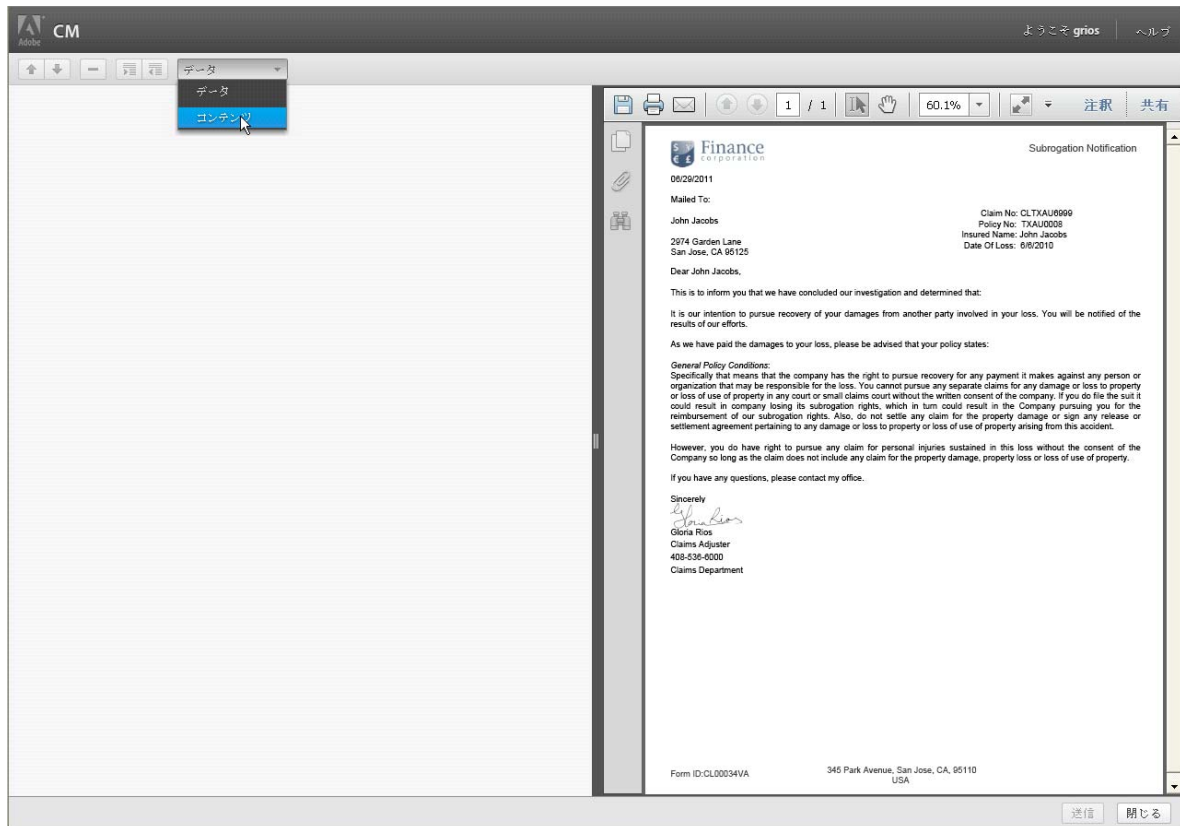 Adobe CM
ようこそ grios
ヘルプ
データ
データ
コンテンツ
1 / 1
60.1%
注釈
共有
Finance
corporation
Subrogation Notification
06/29/2011
Mailed To:
John Jacobs
Claim No: CLTXAU6999
Policy No: TXAU0008
Insured Name: John Jacobs
Date Of Loss: 6/6/2010
2974 Garden Lane
San Jose, CA 95125
Dear John Jacobs,
This is to inform you that we have concluded our investigation and determined that:
It is our intention to pursue recovery of your damages from another party involved in your loss. You will be notified of the
results of our efforts.
As we have paid the damages to your loss, please be advised that your policy states:
General Policy Conditions:
Specifically that means that the company has the right to pursue recovery for any payment it makes against any person or
organization that may be responsible for the loss. You cannot pursue any separate claims for any damage or loss to property
or loss of use of property in any court or small claims court without the written consent of the company. If you do file the suit it
could result in company losing its subrogation rights, which in turn could result in the Company pursuing you for the
reimbursement of our subrogation rights. Also, do not settle any claim for the property damage or sign any release or
settlement agreement pertaining to any damage or loss to property or loss of use of property arising from this accident.
However, you do have right to pursue any claim for personal injuries sustained in this loss without the consent of the
Company so long as the claim does not include any claim for the property damage, property loss or loss of use of property.
If you have any questions, please contact my office.
Sincerely
Gloria Rios
Gloria Rios
Claims Adjuster
408-536-6000
Claims Department
Form ID:CL00034VA
345 Park Avenue, San Jose, CA, 95110
USA
送信
閉じる